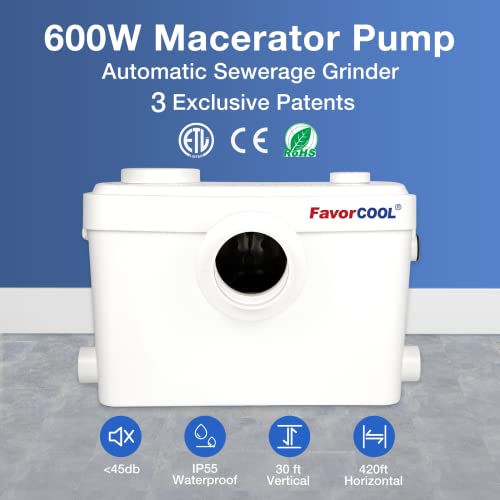 600W Macerator Pump
Automatic Sewerage Grinder
3 Exclusive Patents
ETL CE RoHS
FavorCOOL®
<45db
IP55
Waterproof
30 ft
Vertical
420ft
Horizontal